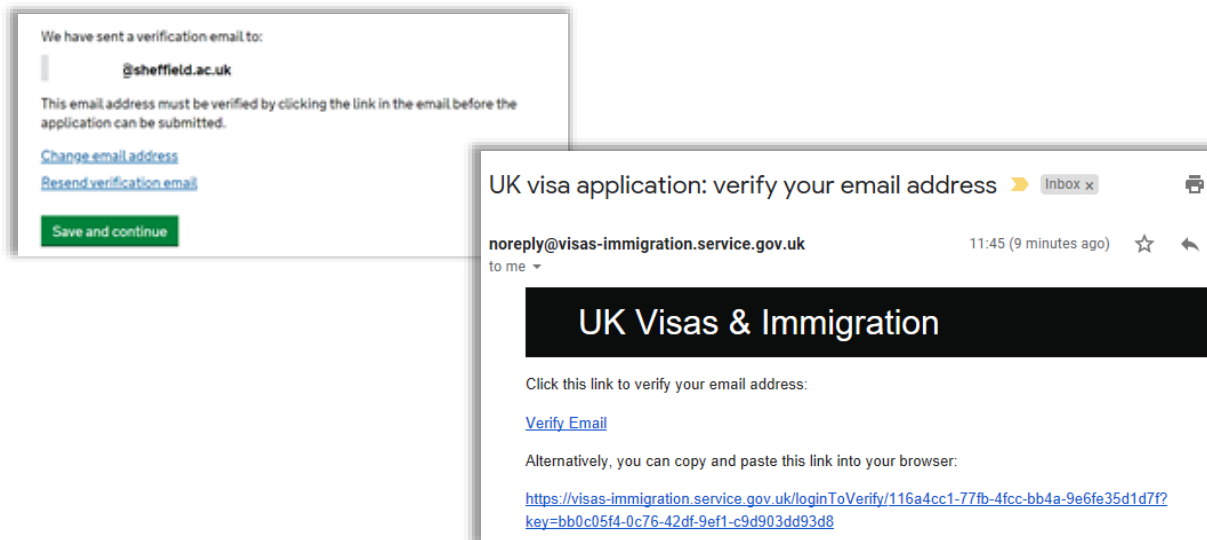 We have sent a verification email to:
@sheffield.ac.uk
This email address must be verified by clicking the link in the email before the
application can be submitted.
Change email address
Resend verification email
Save and continue
UK visa application: verify your email address Inbox x
noreply@visas-immigration.service.gov.uk 11:45 (9 minutes ago)
to me
UK Visas & Immigration
Click this link to verify your email address:
Verify Email
Alternatively, you can copy and paste this link into your browser:
https://visas-immigration.service.gov.uk/loginToVerify/116a4cc1-77fb-4fcc-bb4a-9e6fe35d1d7f?
key=bb0c05f4-0c76-42df-9ef1-c9d903dd93d8